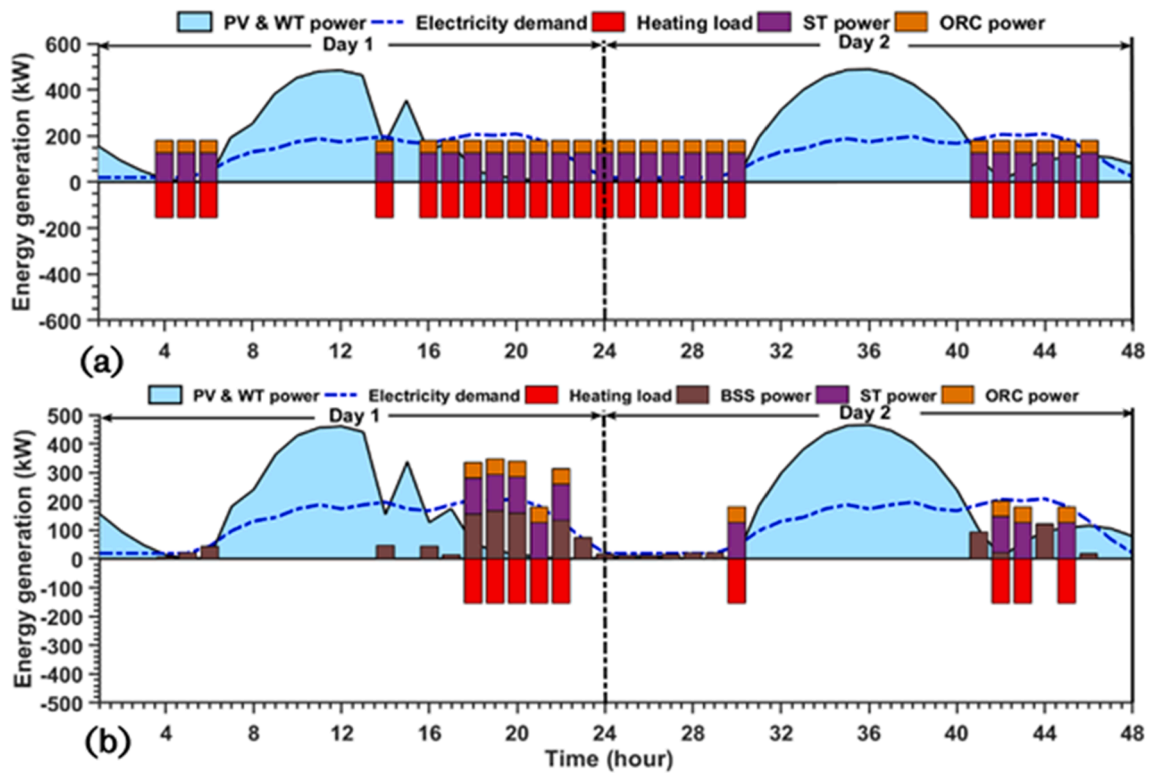 PV & WT power Electricity demand Heating load ST power ORC power
Day 1 Day 2
Energy generation (kW)
600
400
200
0
-200
-400
-600
4 8 12 16 20 24 28 32 36 40 44 48
(a)
PV & WT power Electricity demand Heating load BSS power ST power ORC power
Day 1 Day 2
Energy generation (kW)
500
400
300
200
100
0
-100
-200
-300
-400
-500
4 8 12 16 20 24 28 32 36 40 44 48
(b)
Time (hour)